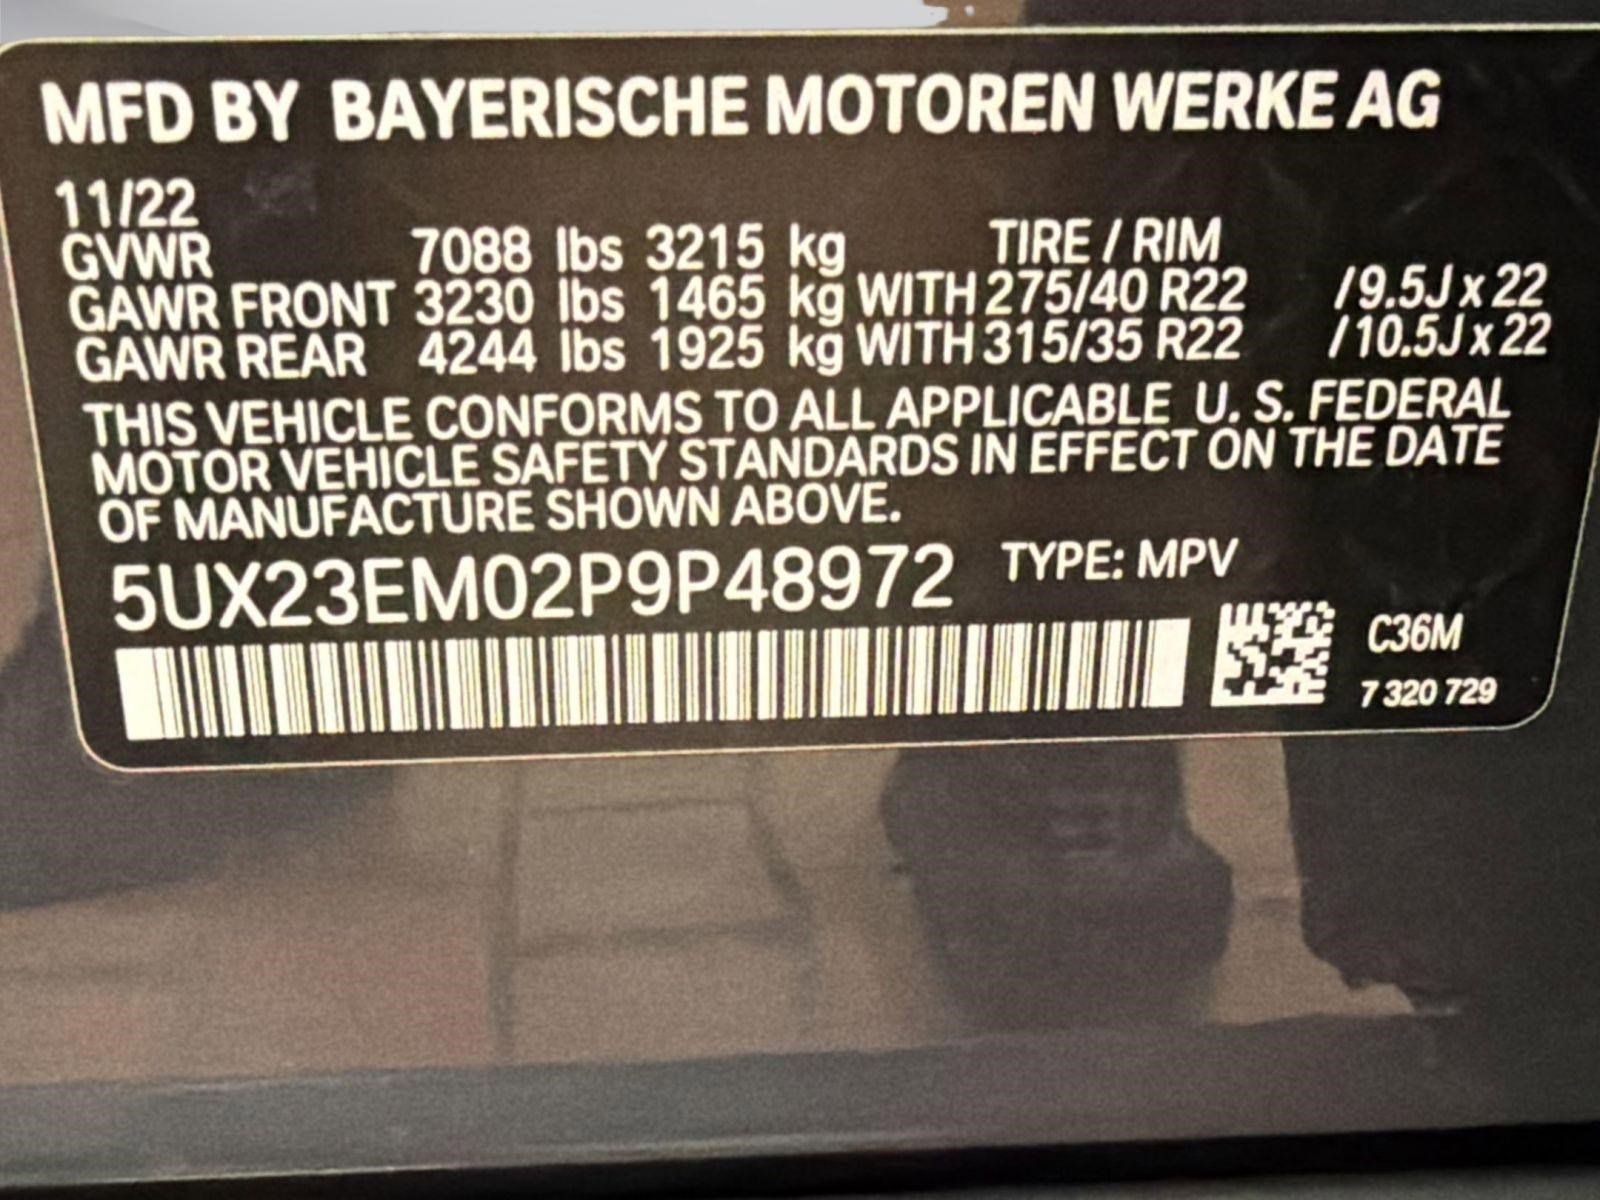 MFD BY BAYERISCHE MOTOREN WERKE AG
11/22
GVWR 7088 lbs 3215 kg TIRE / RIM
GAWR FRONT 3230 lbs 1465 kg WITH 275/40 R22 /9.5J x 22
GAWR REAR 4244 lbs 1925 kg WITH 315/35 R22 /10.5J x 22
THIS VEHICLE CONFORMS TO ALL APPLICABLE U. S. FEDERAL
MOTOR VEHICLE SAFETY STANDARDS IN EFFECT ON THE DATE
OF MANUFACTURE SHOWN ABOVE.
5UX23EM02P9P48972 TYPE: MPV
C36M
7 320 729